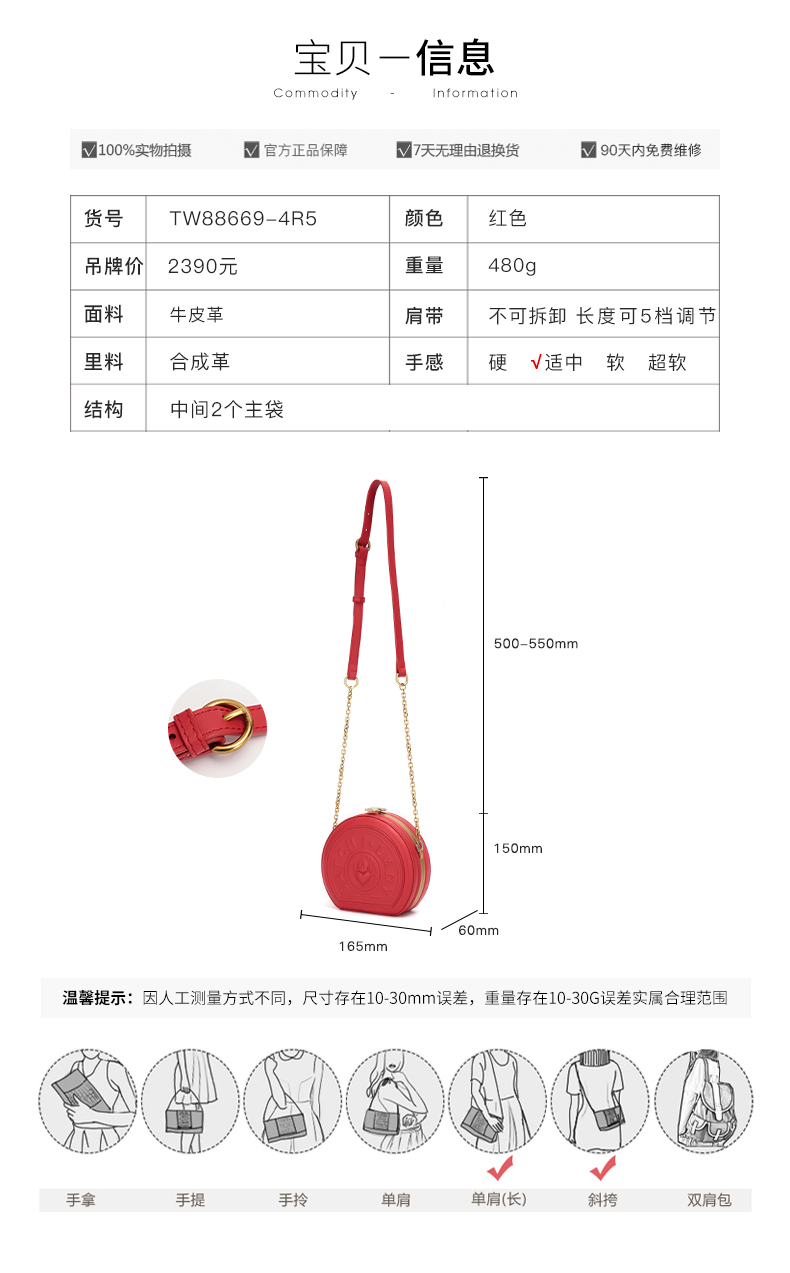 宝贝一信息
Commodity - Information
√100%实物拍摄 √官方正品保障 √7天无理由退换货 √90天内免费维修
货号 TW88669-4R5 颜色 红色
吊牌价 2390元 重量 480g
面料 牛皮革 肩带 不可拆卸 长度可5档调节
里料 合成革 手感 硬 √适中 软 超软
结构 中间2个主袋
500-550mm
150mm
60mm
165mm
温馨提示：因人工测量方式不同，尺寸存在10-30mm误差，重量存在10-30G误差实属合理范围
手拿 手提 手拎 单肩 单肩(长) 斜挎 双肩包